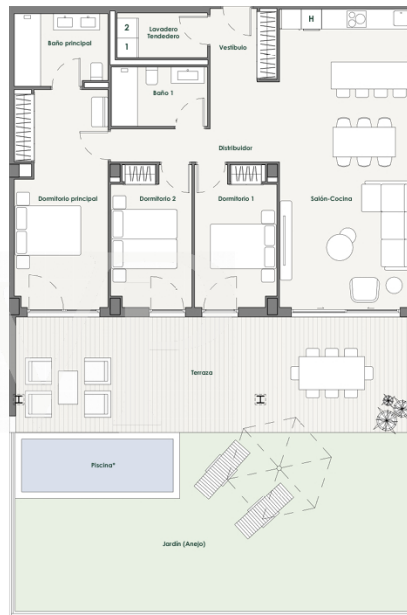 Baño principal
2
1
Lavadero
Tendedero
Vestíbulo
H
Baño 1
Distribuidor
Dormitorio principal
Dormitorio 2
Dormitorio 1
Salón-Cocina
Terraza
Piscina*
Jardín (Anejo)